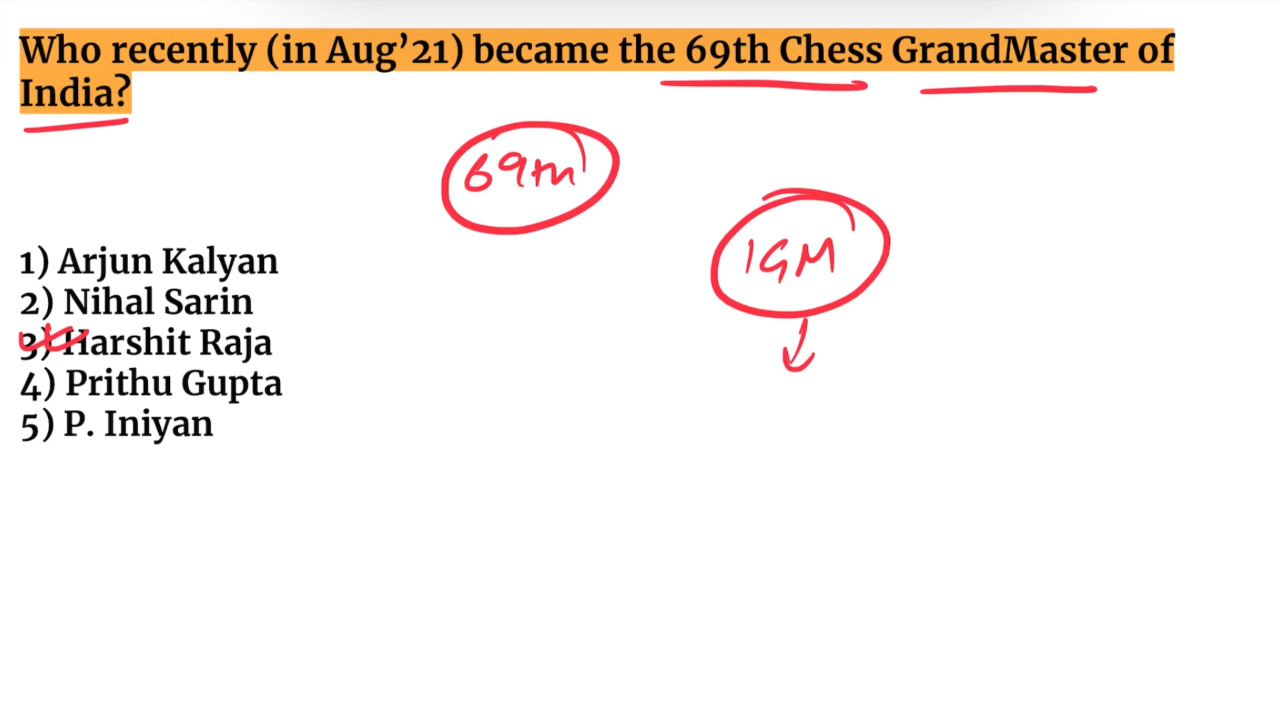 Who recently (in Aug’21) became the 69th Chess GrandMaster of
India?
69th
IGM
1) Arjun Kalyan
2) Nihal Sarin
3) Harshit Raja
4) Prithu Gupta
5) P. Iniyan